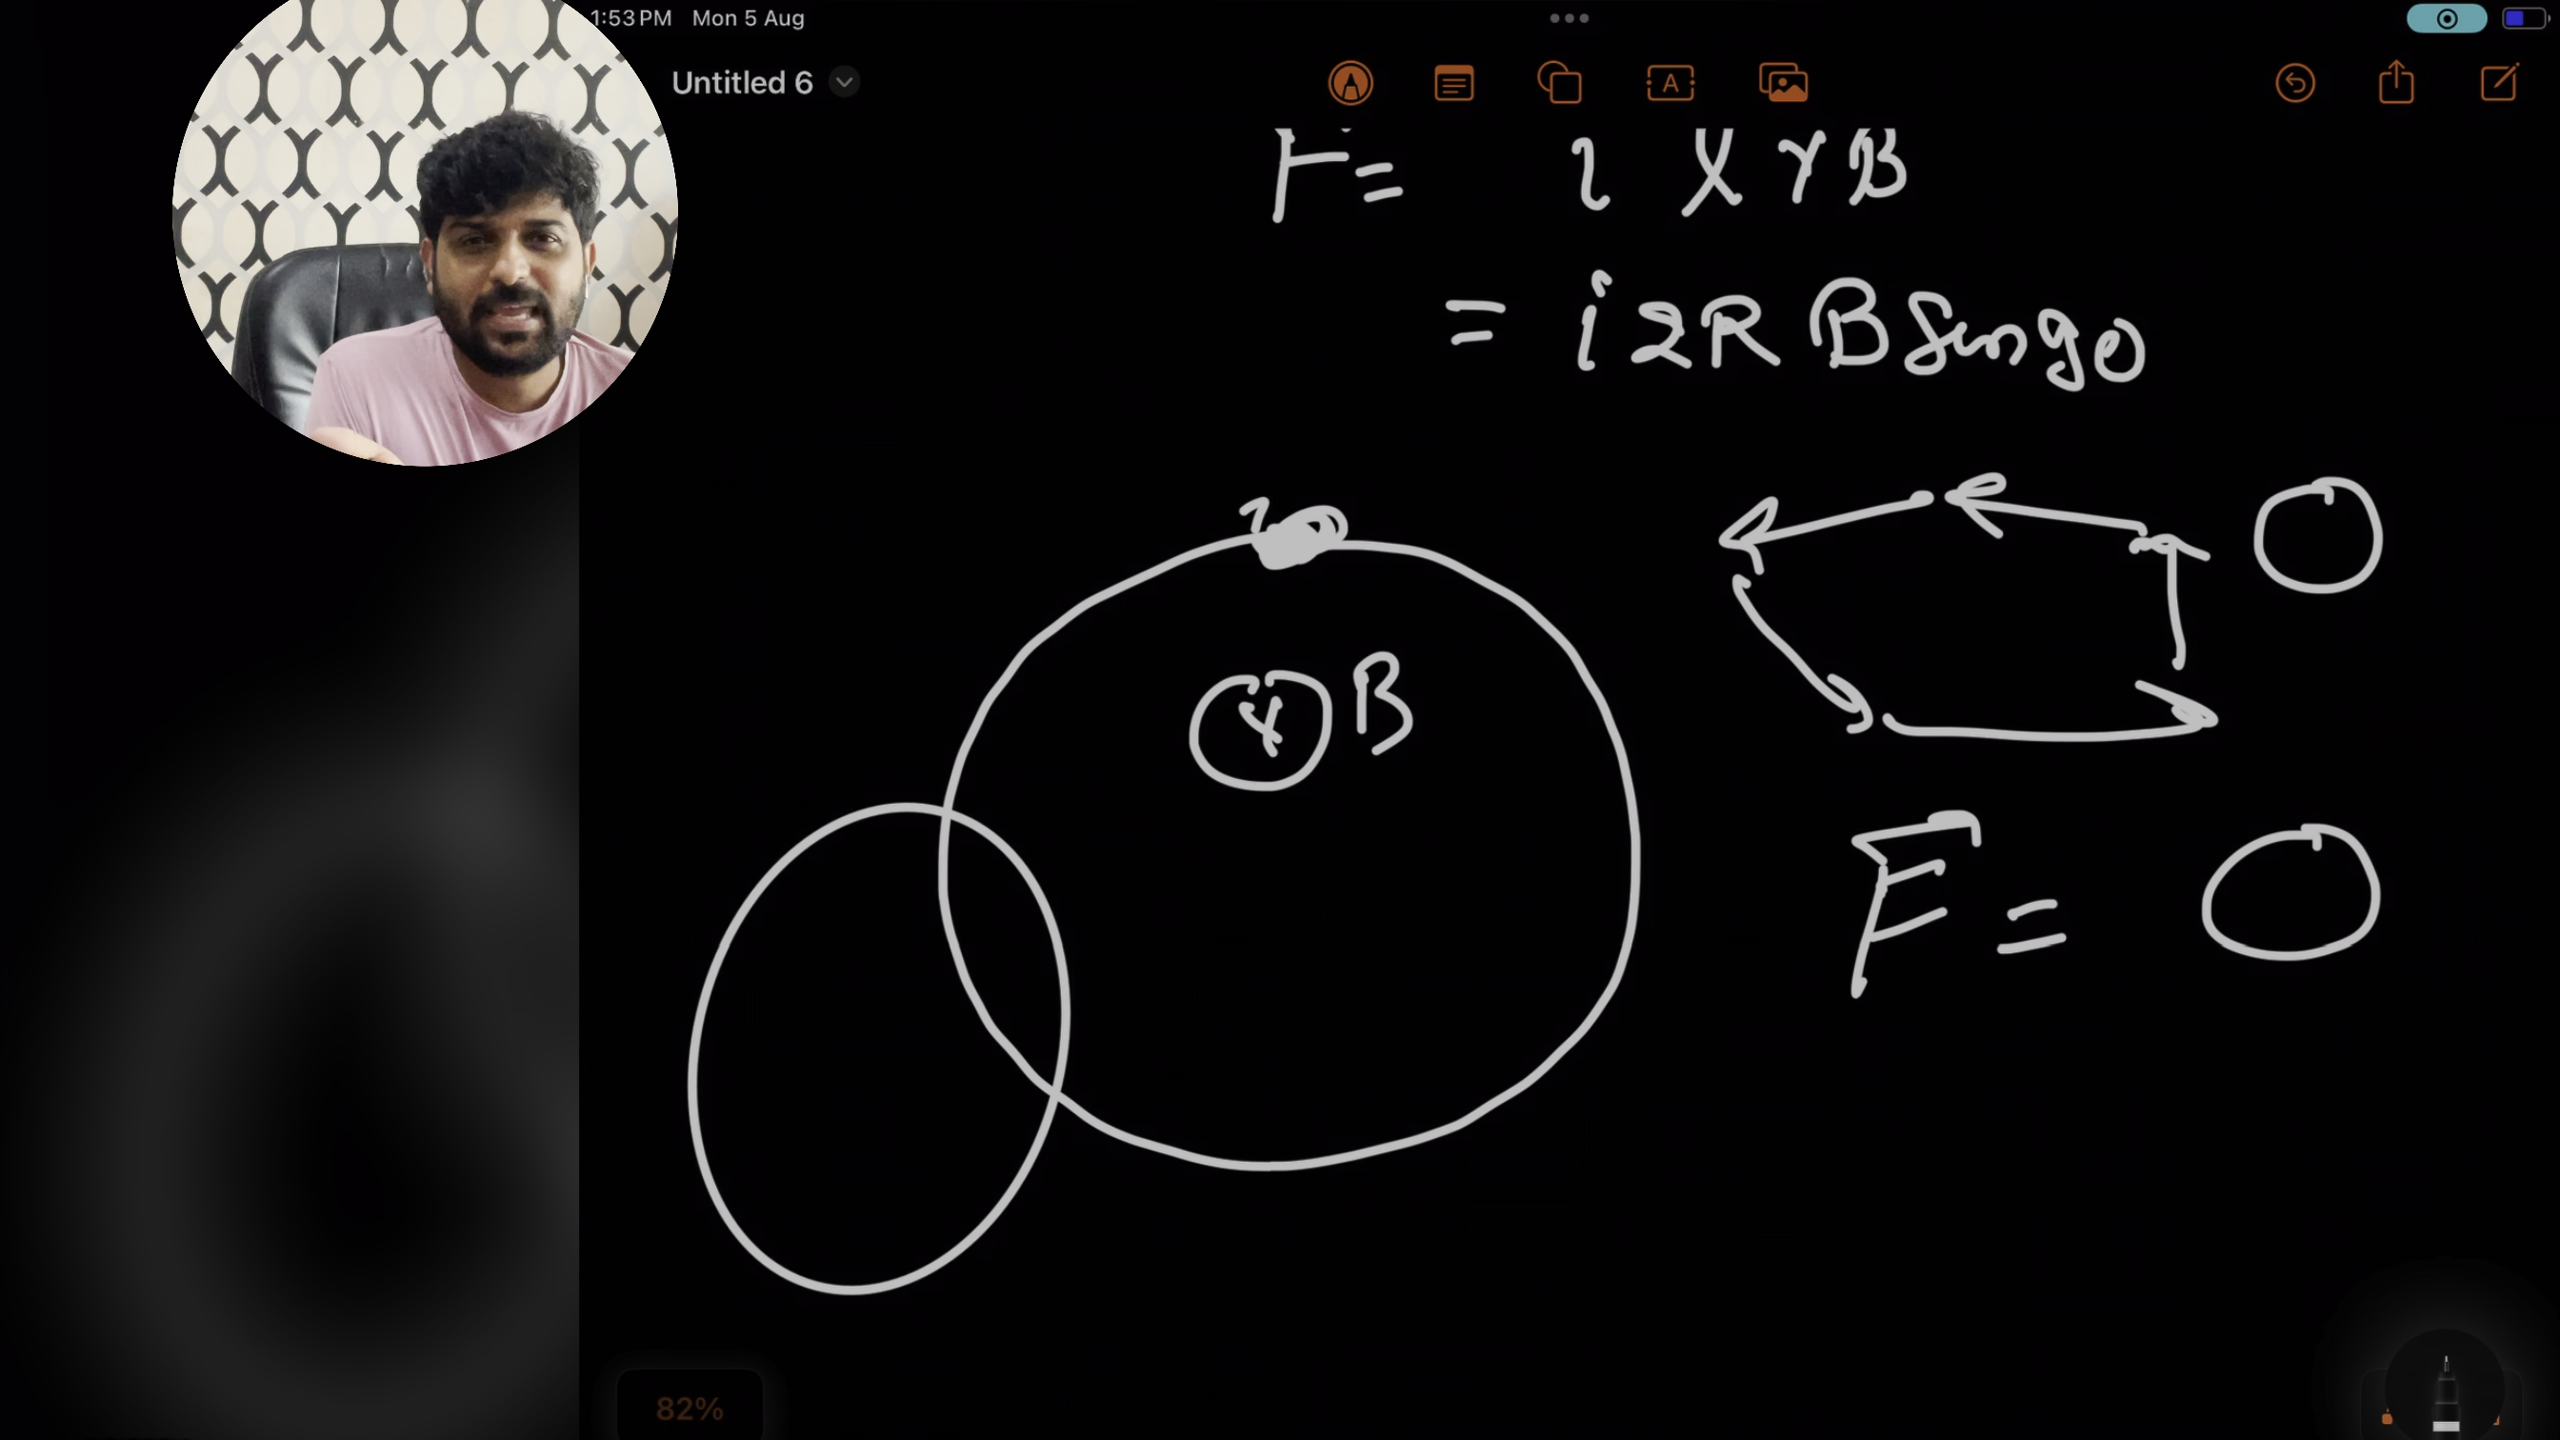 1:53 PM Mon 5 Aug
Untitled 6
A
F = i X r B
= i 2R B Sin 90
i
B
F = 0
0
82%